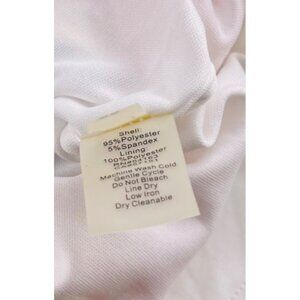 Shell
95%Polyester
5%Spandex
Lining
100%Polyester
Machine Wash Cold
Gentle Cycle
Do Not Bleach
Line Dry
Low Iron
Dry Cleanable